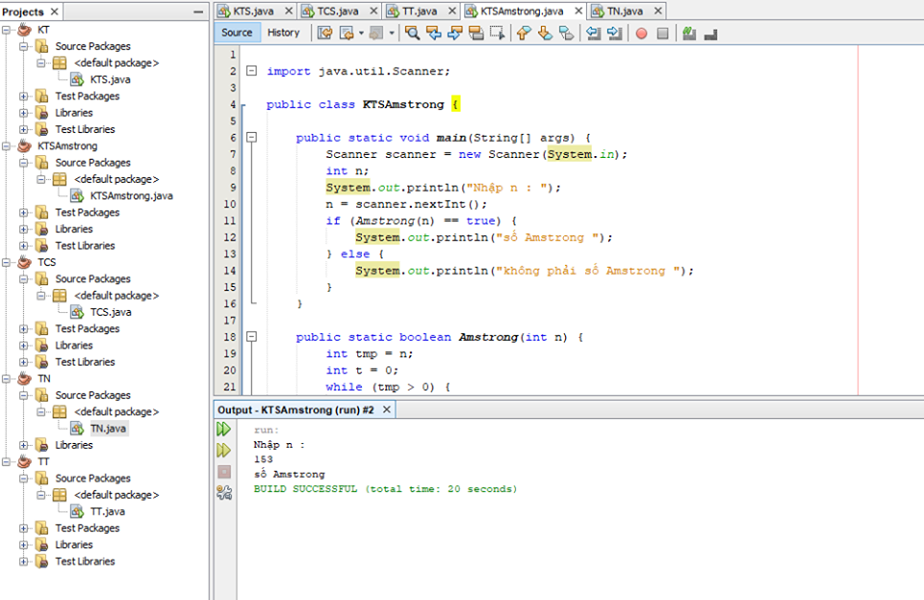 Projects
KT
Source Packages
<default package>
KTS.java
Test Packages
Libraries
Test Libraries
KTSAmstrong
Source Packages
<default package>
KTSAmstrong.java
Test Packages
Libraries
Test Libraries
TCS
Source Packages
<default package>
TCS.java
Test Packages
Libraries
Test Libraries
TN
Source Packages
<default package>
TN.java
Libraries
TT
Source Packages
<default package>
TT.java
Test Packages
Libraries
Test Libraries
KTS.java TCS.java TT.java KTSAmstrong.java TN.java
Source History
1
2 import java.util.Scanner;
3
4 public class KTSAmstrong {
5
6 public static void main(String[] args) {
7 Scanner scanner = new Scanner(System.in);
8 int n;
9 System.out.println("Nhập n : ");
10 n = scanner.nextInt();
11 if (Amstrong(n) == true) {
12 System.out.println("số Amstrong ");
13 } else {
14 System.out.println("không phải số Amstrong ");
15 }
16 }
17
18 public static boolean Amstrong(int n) {
19 int tmp = n;
20 int t = 0;
21 while (tmp > 0) {
Output - KTSAmstrong (run) #2
run:
Nhập n :
153
số Amstrong
BUILD SUCCESSFUL (total time: 20 seconds)